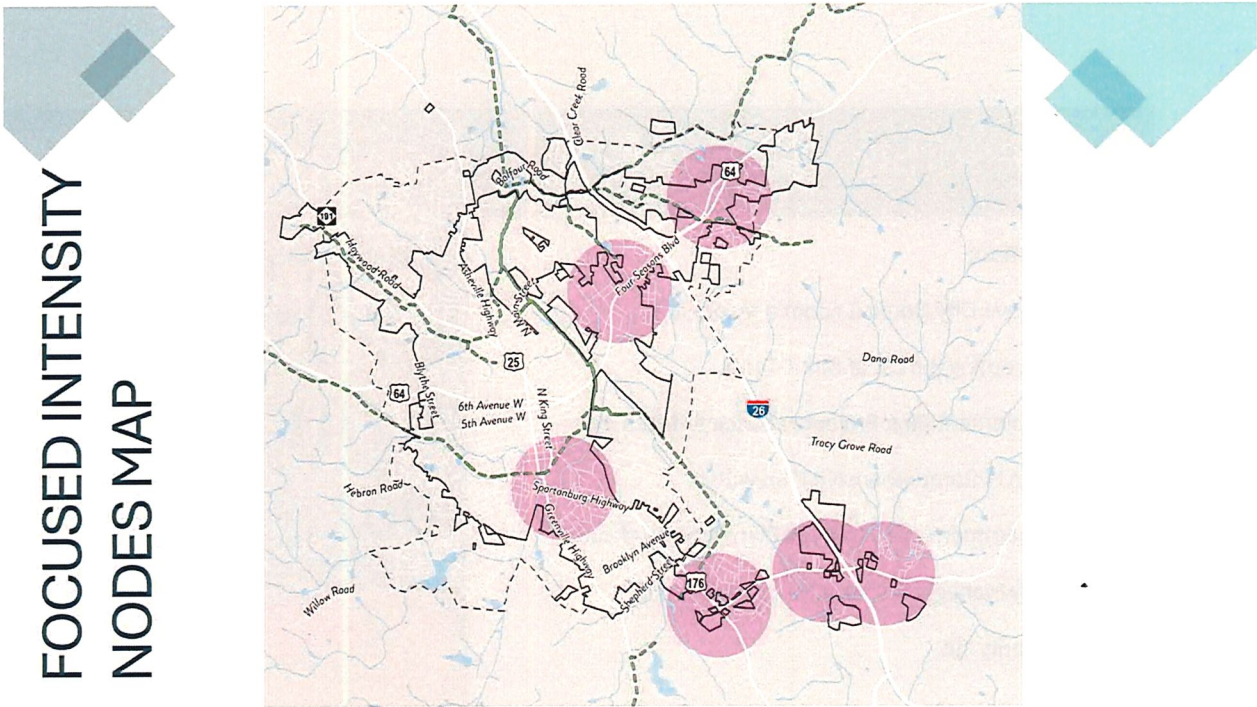 FOCUSED INTENSITY
NODES MAP
Clear Creek Road
Balfour Road
64
191
Haywood Road
Asheville Highway
Four Seasons Blvd
N Main Street
25
Dana Road
64
Blythe Street
6th Avenue W
5th Avenue W
N King Street
26
Tracy Grove Road
Hebron Road
Spartanburg Highway
Greenville Highway
Brooklyn Avenue
Shepherd Street
176
Willow Road